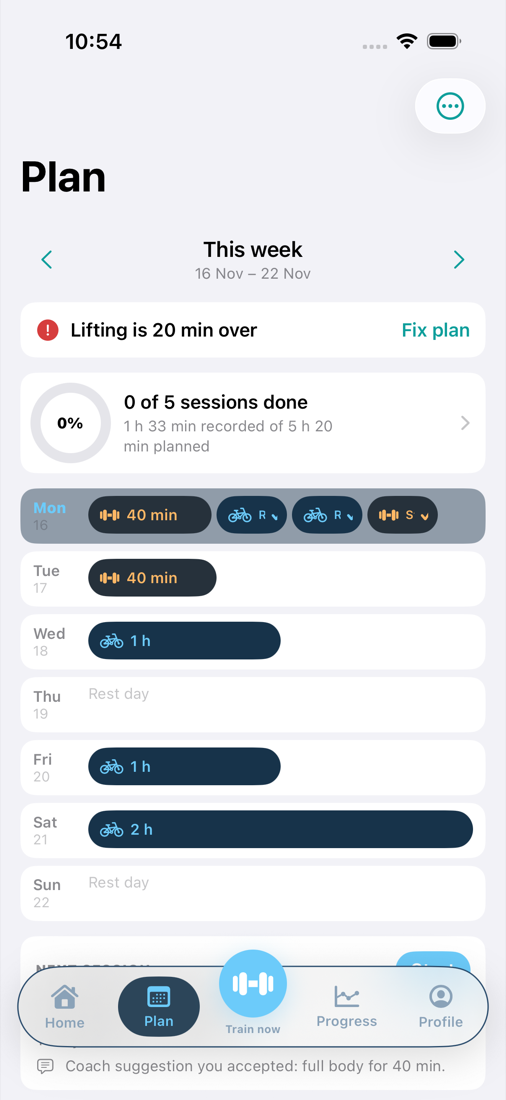 10:54
Plan
This week
16 Nov – 22 Nov
Lifting is 20 min over
Fix plan
0%
0 of 5 sessions done
1 h 33 min recorded of 5 h 20
min planned
Mon
16
40 min
R
R
S
Tue
17
40 min
Wed
18
1 h
Thu
19
Rest day
Fri
20
1 h
Sat
21
2 h
Sun
22
Rest day
Home
Plan
Train now
Progress
Profile
Coach suggestion you accepted: full body for 40 min.